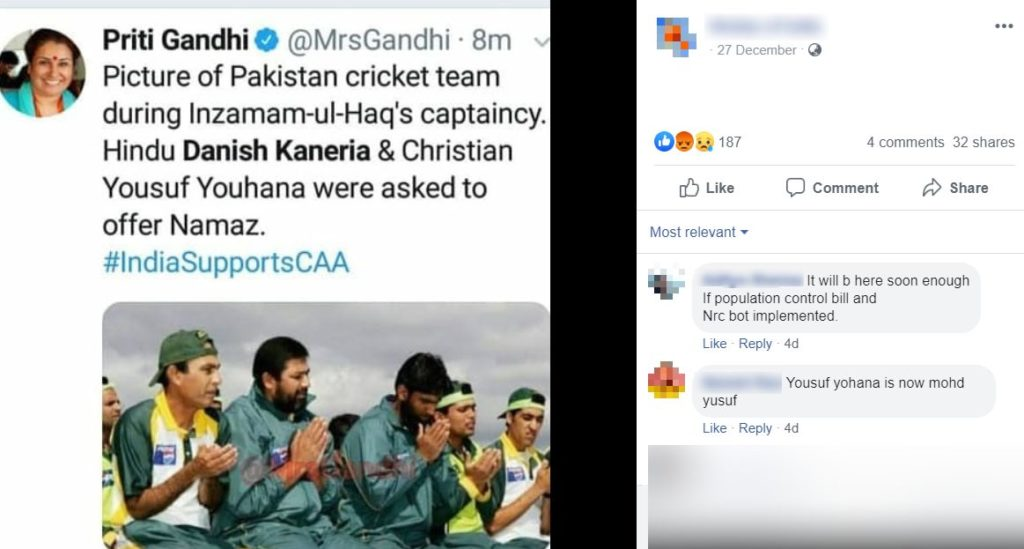 Priti Gandhi @MrsGandhi · 8m
Picture of Pakistan cricket team
during Inzamam-ul-Haq's captaincy.
Hindu Danish Kaneria & Christian
Yousuf Youhana were asked to
offer Namaz.
#IndiaSupportsCAA
· 27 December ·
187 4 comments 32 shares
Like Comment Share
Most relevant
It will b here soon enough
If population control bill and
Nrc bot implemented.
Like · Reply · 4d
Yousuf yohana is now mohd
yusuf
Like · Reply · 4d